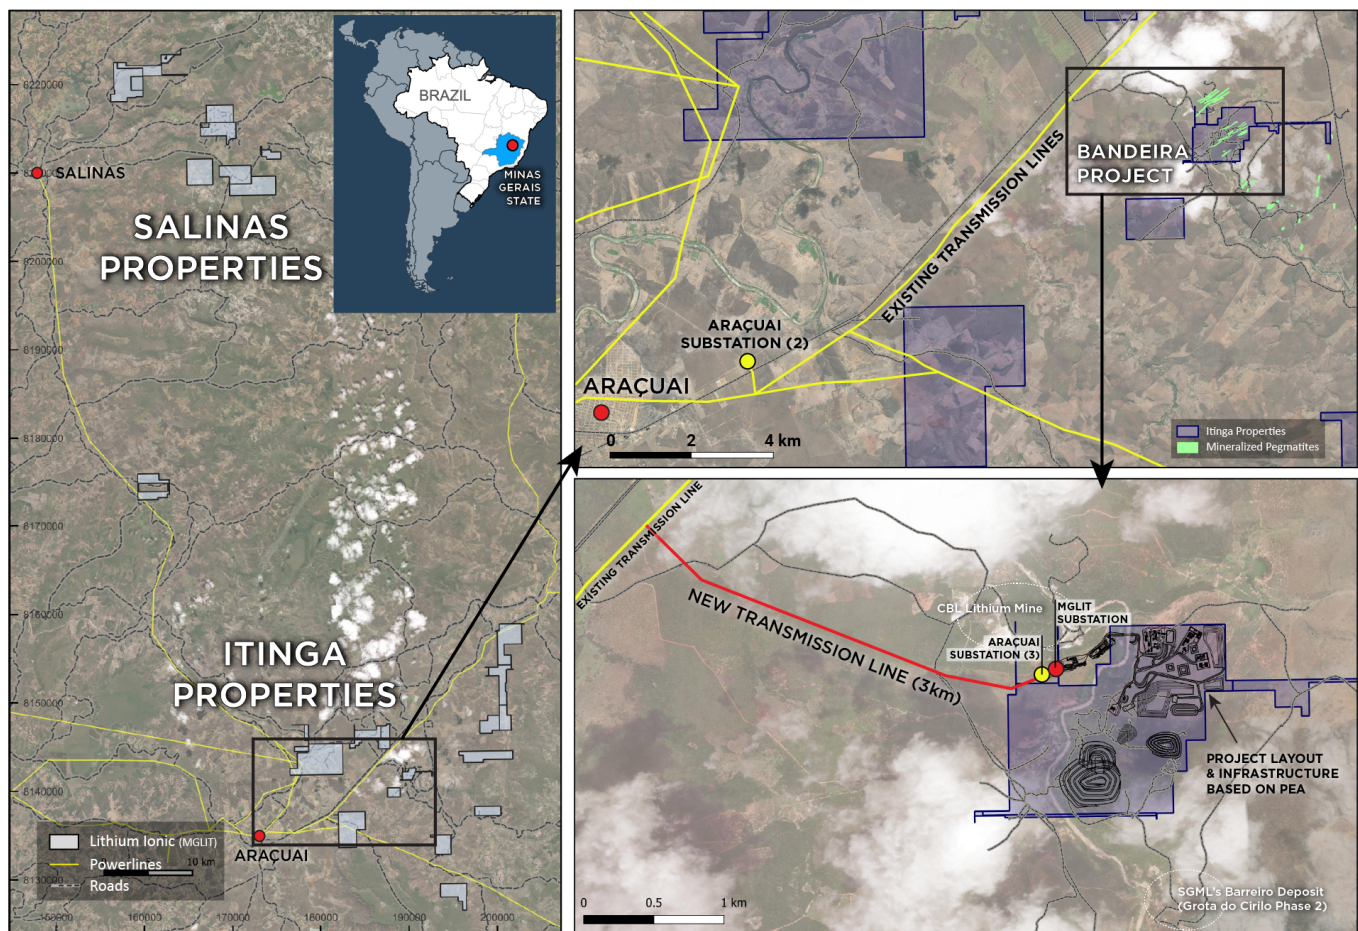 8220000
SALINAS
SALINAS
PROPERTIES
8200000
8190000
8180000
8170000
8160000
ITINGA
PROPERTIES
8150000
8140000
ARAÇUAI
Lithium Ionic (MGLIT)
Powerlines
10 km
Roads
8130000
160000
170000
180000
190000
200000
BRAZIL
MINAS
GERAIS
STATE
EXISTING TRANSMISSION LINES
BANDEIRA
PROJECT
ARAÇUAI
SUBSTATION (2)
ARAÇUAI
0 2 4 km
Itinga Properties
Mineralized Pegmatites
EXISTING TRANSMISSION LINE
NEW TRANSMISSION LINE (3km)
CBL Lithium Mine
MGLIT
SUBSTATION
ARAÇUAI
SUBSTATION (3)
PROJECT LAYOUT
& INFRASTRUCTURE
BASED ON PEA
SGML's Barreiro Deposit
(Grota do Cirilo Phase 2)
0 0.5 1 km